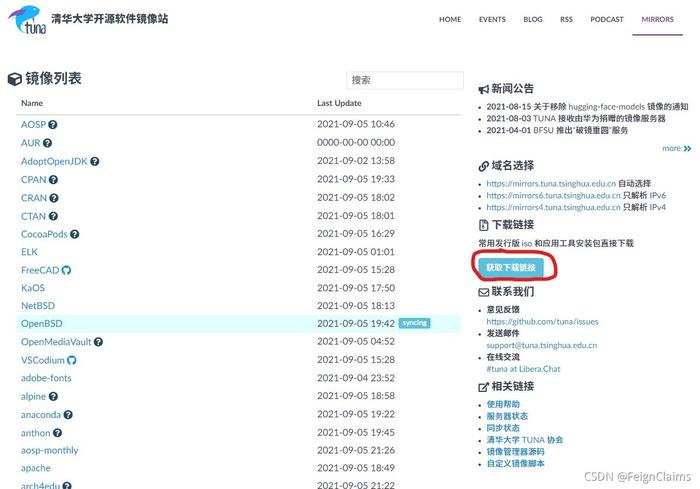 tuna 清华大学开源软件镜像站
HOME EVENTS BLOG RSS PODCAST MIRRORS
镜像列表
搜索
Name Last Update
AOSP 2021-09-05 10:46
AUR 0000-00-00 00:00
AdoptOpenJDK 2021-09-02 13:58
CPAN 2021-09-05 19:33
CRAN 2021-09-05 18:02
CTAN 2021-09-05 18:01
CocoaPods 2021-09-05 16:29
ELK 2021-09-05 01:01
FreeCAD 2021-09-05 15:28
KaOS 2021-09-05 17:50
NetBSD 2021-09-05 18:13
OpenBSD 2021-09-05 19:42 syncing
OpenMediaVault 2021-09-05 04:52
VSCodium 2021-09-05 15:28
adobe-fonts 2021-09-04 23:52
alpine 2021-09-05 18:58
anaconda 2021-09-05 19:22
anthon 2021-09-05 19:45
aosp-monthly 2021-09-05 21:26
apache 2021-09-05 18:49
arch4edu 2021-09-05 21:22
新闻公告
2021-08-15 关于移除 hugging-face-models 镜像的通知
2021-08-03 TUNA 接收由华为捐赠的镜像服务器
2021-04-01 BFSU 推出"破镜重圆"服务
more
域名选择
https://mirrors.tuna.tsinghua.edu.cn 自动选择
https://mirrors6.tuna.tsinghua.edu.cn 只解析 IPv6
https://mirrors4.tuna.tsinghua.edu.cn 只解析 IPv4
下载链接
常用发行版 iso 和应用工具安装包直接下载
获取下载链接
联系我们
意见反馈
https://github.com/tuna/issues
发送邮件
support@tuna.tsinghua.edu.cn
在线交流
#tuna at Libera.Chat
相关链接
使用帮助
服务器状态
同步状态
清华大学 TUNA 协会
镜像管理器源码
自定义镜像脚本
CSDN @FeignClaims